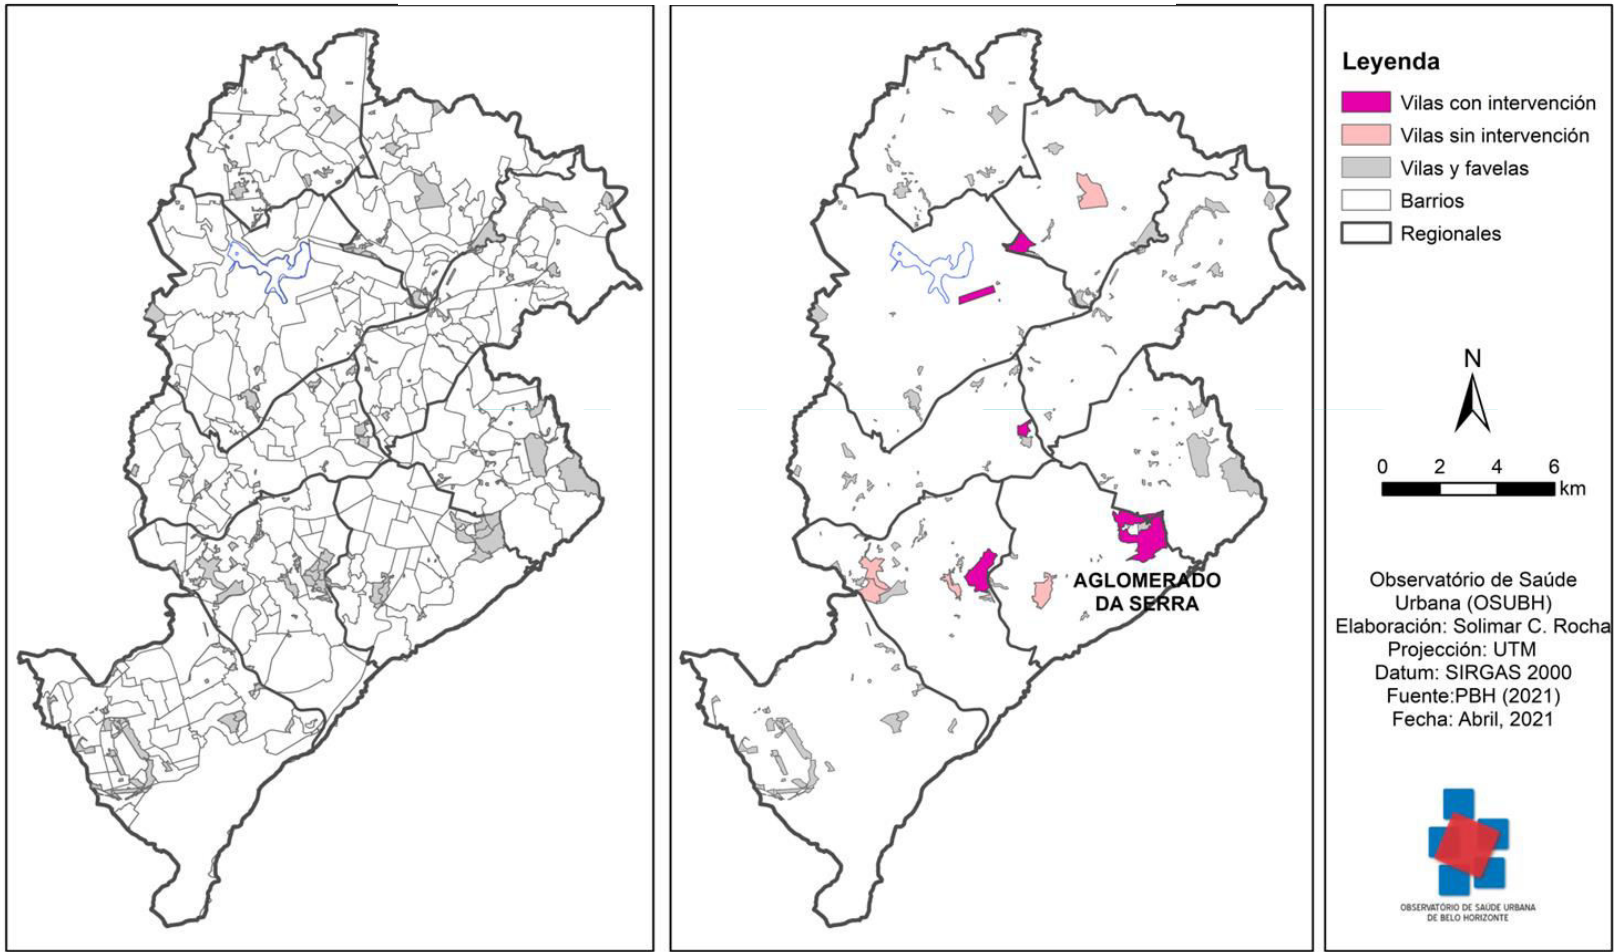 AGLOMERADO
DA SERRA
Leyenda
Vilas con intervención
Vilas sin intervención
Vilas y favelas
Barrios
Regionales
N
0 2 4 6
km
Observatório de Saúde
Urbana (OSUBH)
Elaboración: Solimar C. Rocha
Projección: UTM
Datum: SIRGAS 2000
Fuente:PBH (2021)
Fecha: Abril, 2021
OBSERVATÓRIO DE SAÚDE URBANA
DE BELO HORIZONTE